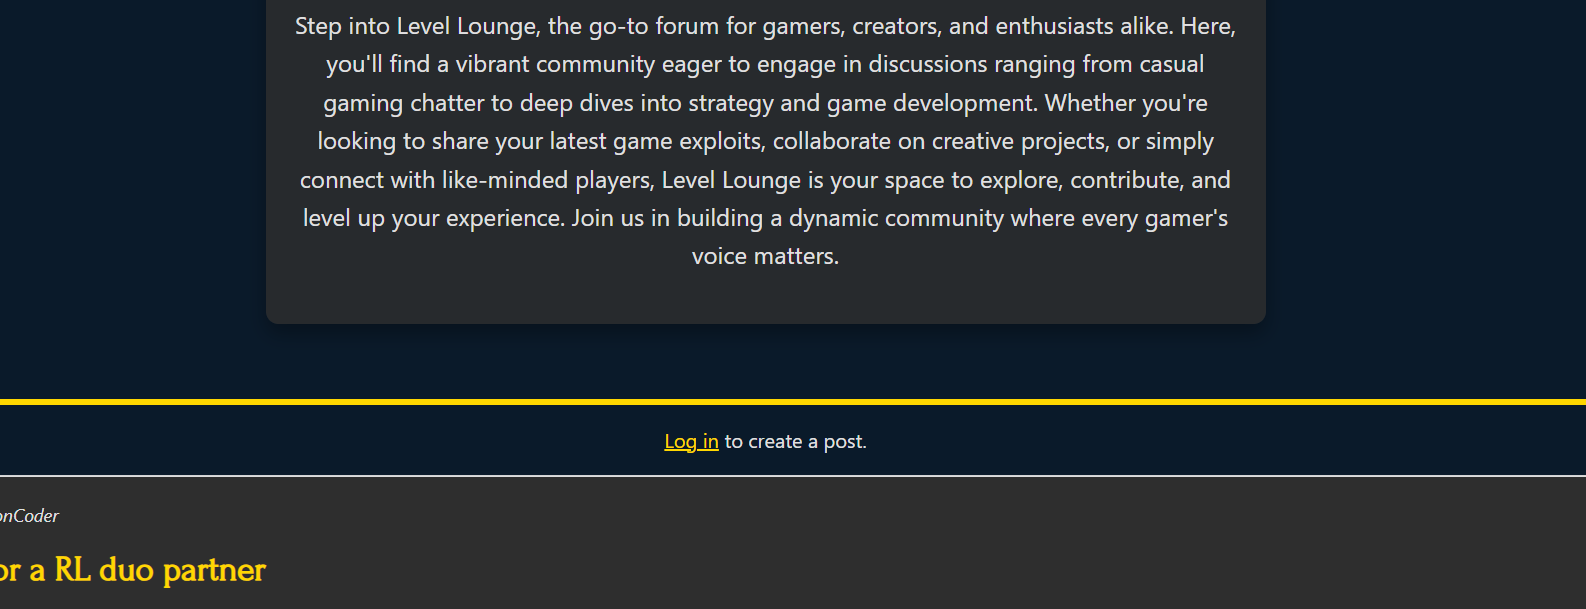 Step into Level Lounge, the go-to forum for gamers, creators, and enthusiasts alike. Here,
you'll find a vibrant community eager to engage in discussions ranging from casual
gaming chatter to deep dives into strategy and game development. Whether you're
looking to share your latest game exploits, collaborate on creative projects, or simply
connect with like-minded players, Level Lounge is your space to explore, contribute, and
level up your experience. Join us in building a dynamic community where every gamer's
voice matters.
Log in to create a post.
onCoder
or a RL duo partner